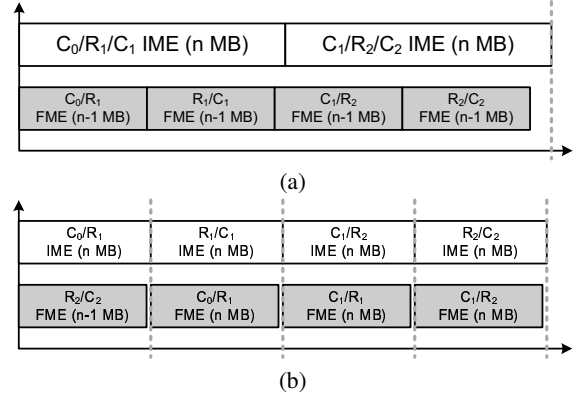 C₀/R₁/C₁ IME (n MB) C₁/R₂/C₂ IME (n MB)
C₀/R₁ R₁/C₁ C₁/R₂ R₂/C₂
FME (n-1 MB) FME (n-1 MB) FME (n-1 MB) FME (n-1 MB)
(a)
C₀/R₁ R₁/C₁ C₁/R₂ R₂/C₂
IME (n MB) IME (n MB) IME (n MB) IME (n MB)
R₂/C₂ C₀/R₁ C₁/R₁ C₁/R₂
FME (n-1 MB) FME (n MB) FME (n MB) FME (n MB)
(b)